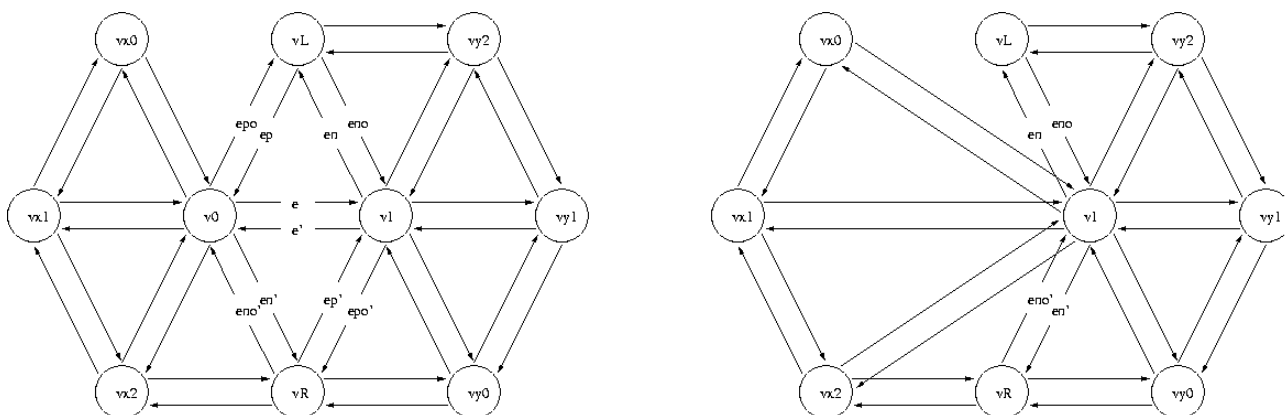 vx0 vL vy2 vx0 vL vy2
epo ep en eno en eno
vx1 v0 e v1 vy1 vx1 v1 vy1
e'
eno' en' ep' epo' eno' en'
vx2 vR vy0 vx2 vR vy0